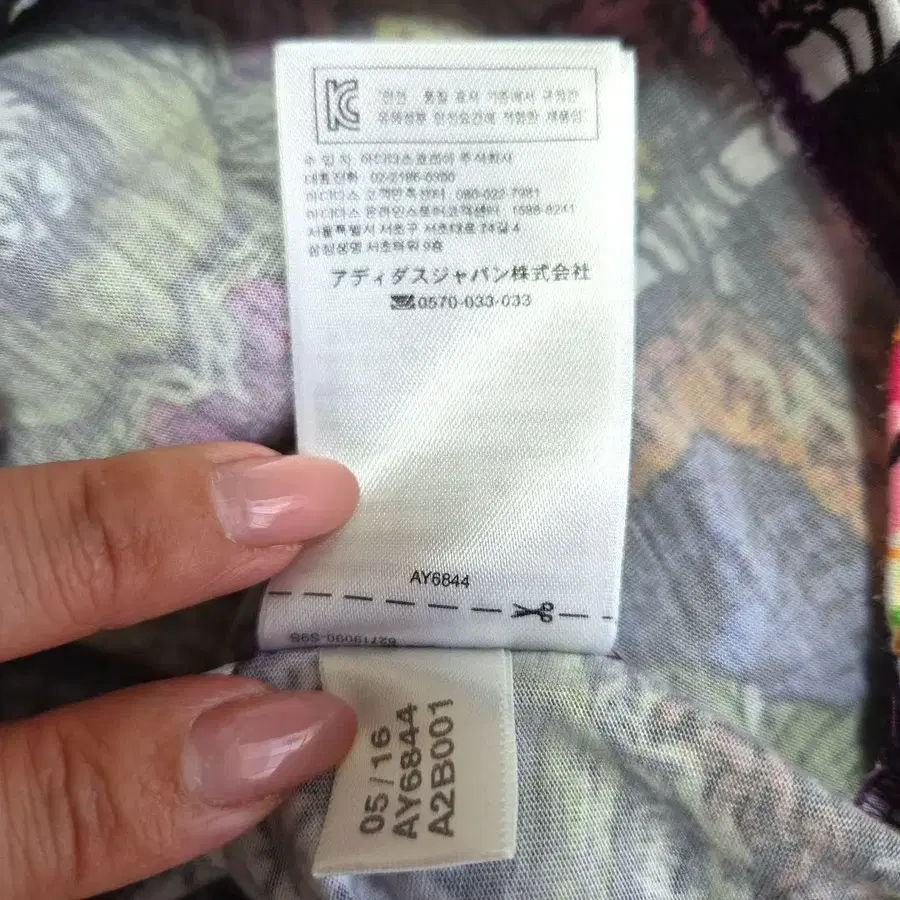 KC
"안전 · 품질 표시 기준에서 규정한
유해성분 안전요건에 적합한 제품임"
수 입 자: 아디다스 코리아 주식회사
대표전화: 02-2186-0300
아디다스 고객만족센터: 080-022-7981
아디다스 온라인스토어고객센터: 1588-8241
서울특별시 서초구 서초대로 74길 4
삼성생명 서초타워 9층
アディダスジャパン株式会社
0570-033-033
AY6844
62719090-S9S
05/16
AY6844
A2B001